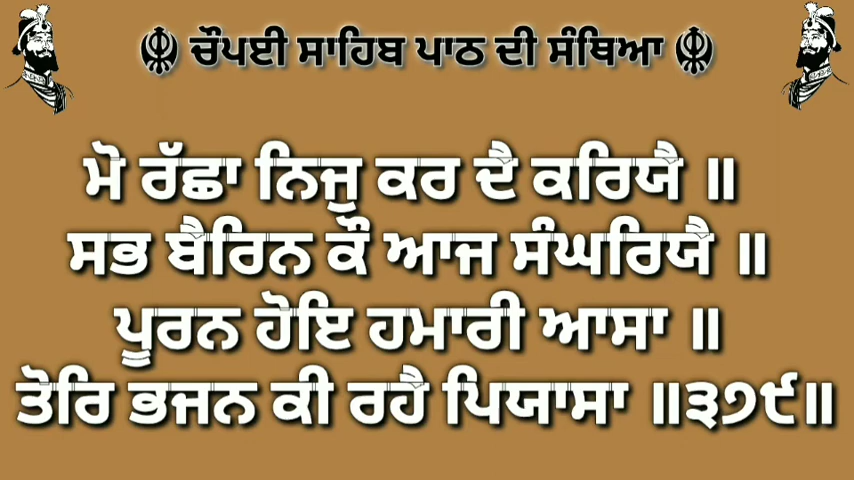 ਚੌਪਈ ਸਾਹਿਬ ਪਾਠ ਦੀ ਸੰਥਿਆ
ਮੋ ਰੱਛਾ ਨਿਜੁ ਕਰ ਦੈ ਕਰਿਯੈ ॥
ਸਭ ਬੈਰਿਨ ਕੌ ਆਜ ਸੰਘਰਿਯੈ ॥
ਪੂਰਨ ਹੋਇ ਹਮਾਰੀ ਆਸਾ ॥
ਤੋਰਿ ਭਜਨ ਕੀ ਰਹੈ ਪਿਯਾਸਾ ॥੩੭੯॥